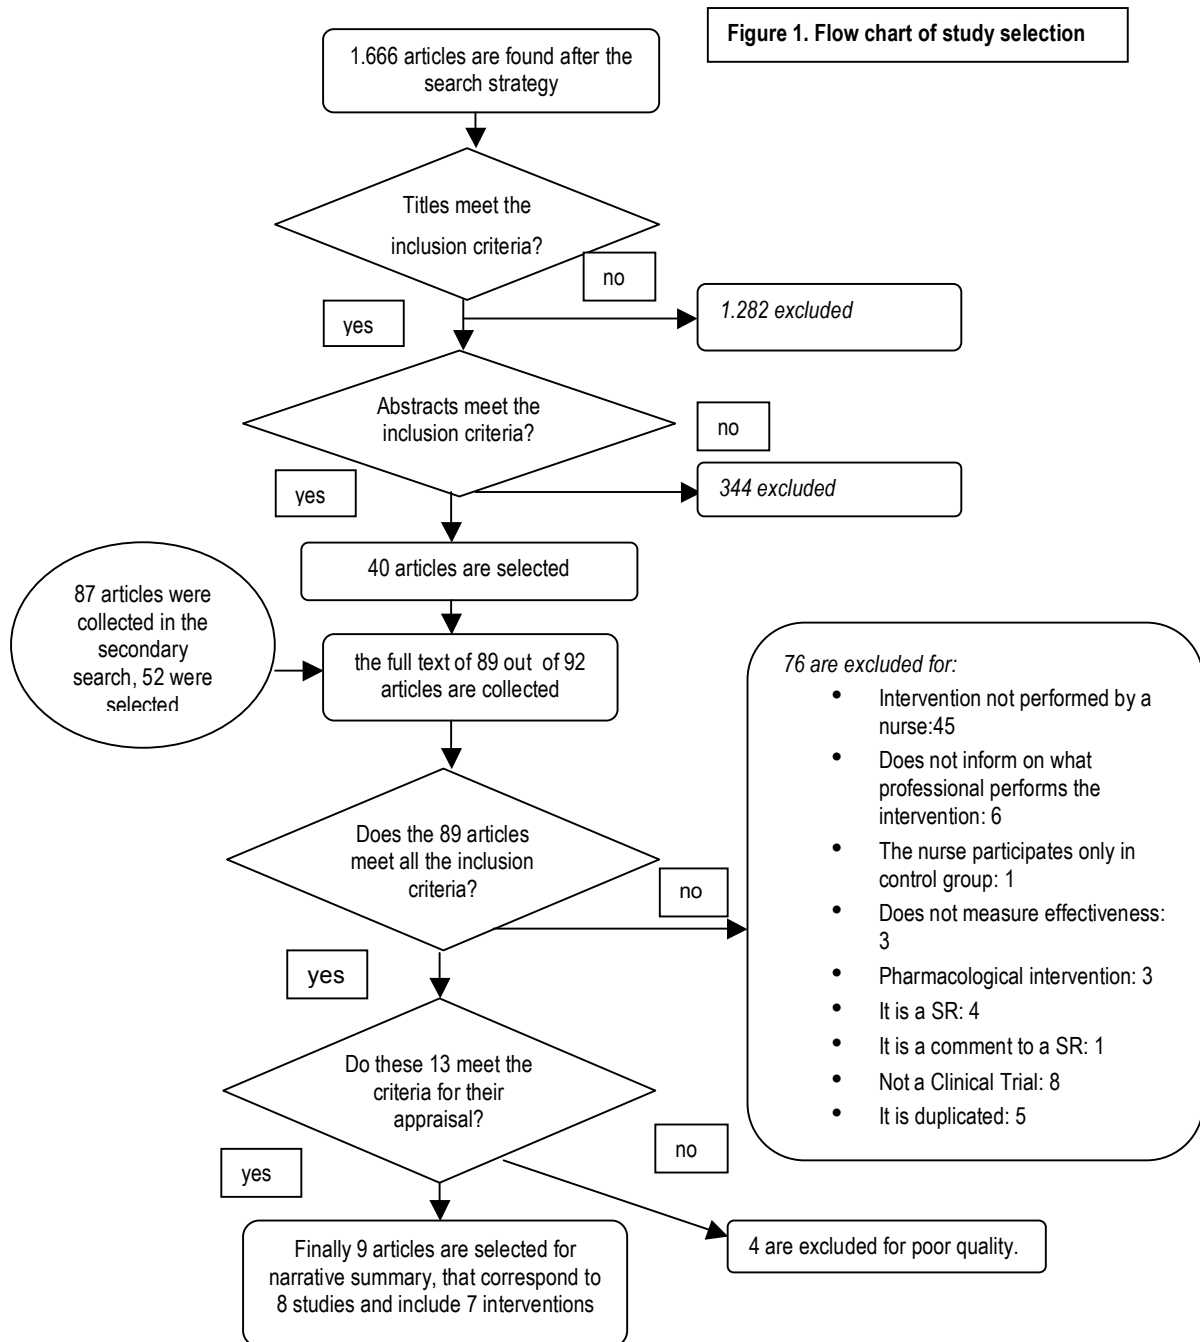 Figure 1. Flow chart of study selection
1.666 articles are found after the
search strategy
Titles meet the
inclusion criteria?
no
yes
1.282 excluded
Abstracts meet the
inclusion criteria?
no
yes
344 excluded
40 articles are selected
87 articles were
collected in the
secondary
search, 52 were
selected
the full text of 89 out of 92
articles are collected
Does the 89 articles
meet all the inclusion
criteria?
no
yes
76 are excluded for:
• Intervention not performed by a
nurse:45
• Does not inform on what
professional performs the
intervention: 6
• The nurse participates only in
control group: 1
• Does not measure effectiveness:
3
• Pharmacological intervention: 3
• It is a SR: 4
• It is a comment to a SR: 1
• Not a Clinical Trial: 8
• It is duplicated: 5
Do these 13 meet the
criteria for their
appraisal?
no
yes
4 are excluded for poor quality.
Finally 9 articles are selected for
narrative summary, that correspond to
8 studies and include 7 interventions